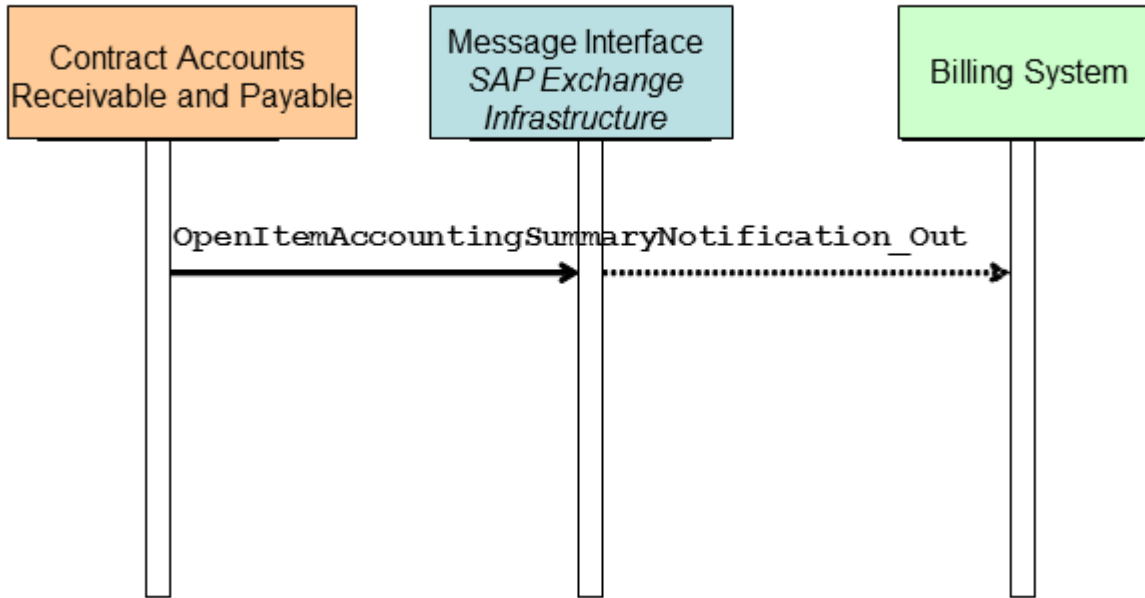 Contract Accounts
Receivable and Payable
Message Interface
SAP Exchange
Infrastructure
Billing System
OpenItemAccountingSummaryNotification_Out